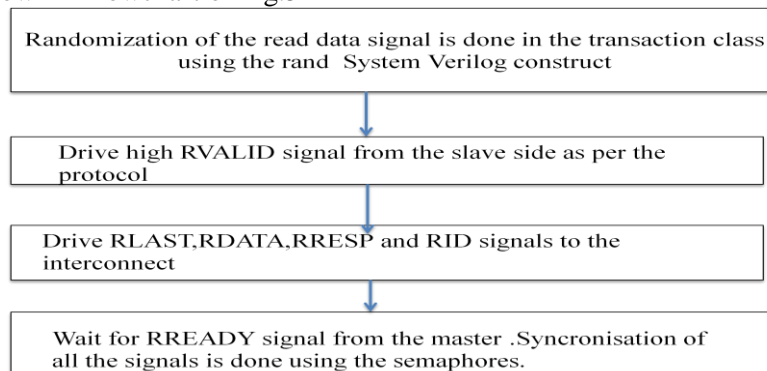 Randomization of the read data signal is done in the transaction class
using the rand System Verilog construct
Drive high RVALID signal from the slave side as per the
protocol
Drive RLAST,RDATA,RRESP and RID signals to the
interconnect
Wait for RREADY signal from the master .Syncronisation of
all the signals is done using the semaphores.